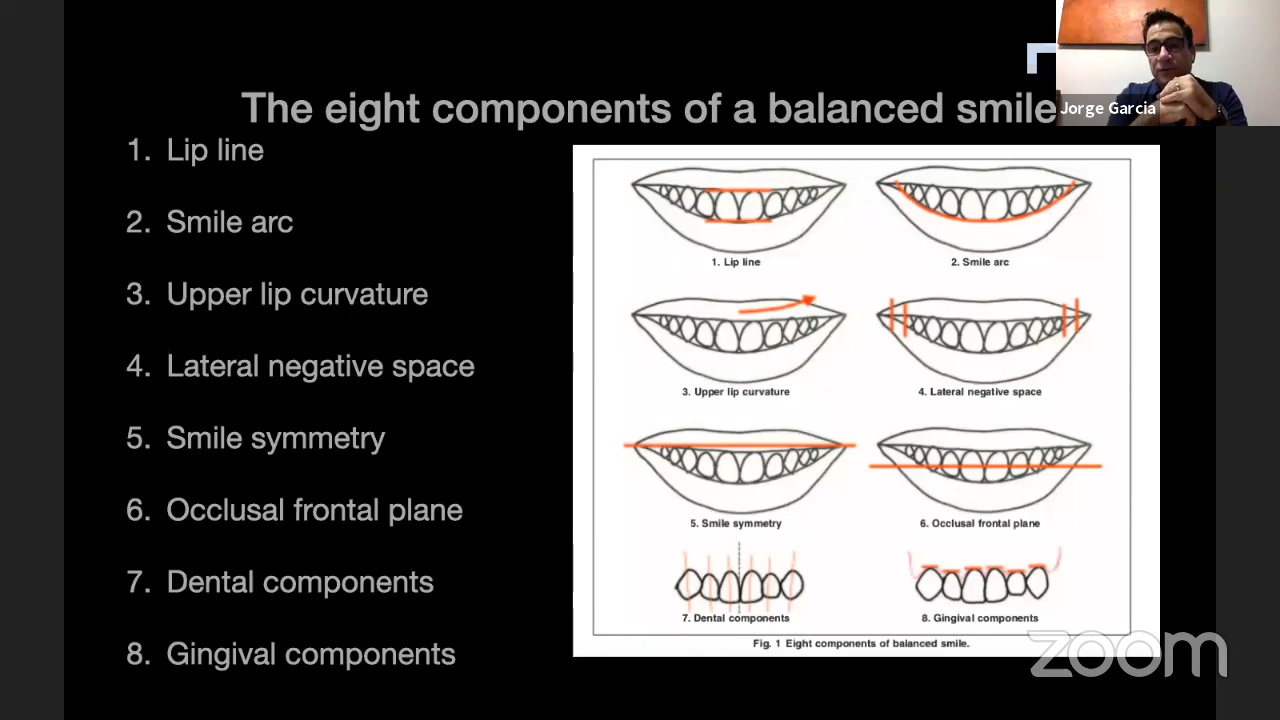 The eight components of a balanced smile
Jorge Garcia
1. Lip line
2. Smile arc
3. Upper lip curvature
4. Lateral negative space
5. Smile symmetry
6. Occlusal frontal plane
7. Dental components
8. Gingival components
1. Lip line
2. Smile arc
3. Upper lip curvature
4. Lateral negative space
5. Smile symmetry
6. Occlusal frontal plane
7. Dental components
8. Gingival components
Fig. 1 Eight components of balanced smile.
zoom